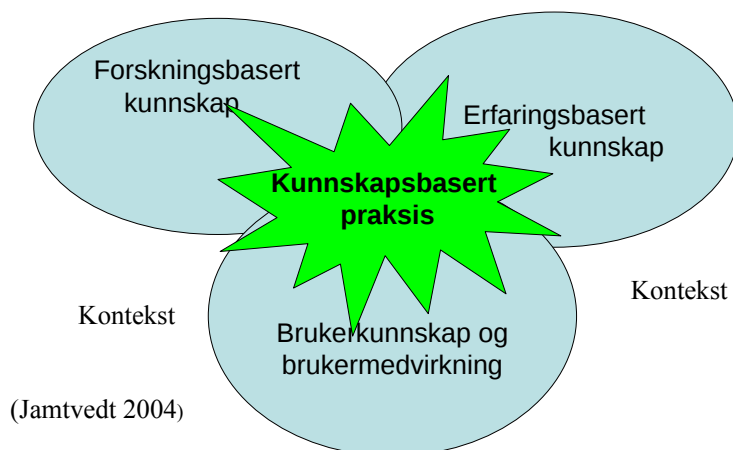 Forskningsbasert
kunnskap
Erfaringsbasert
kunnskap
Kunnskapsbasert
praksis
Kontekst
Kontekst
Brukerkunnskap og
brukermedvirkning
(Jamtvedt 2004)